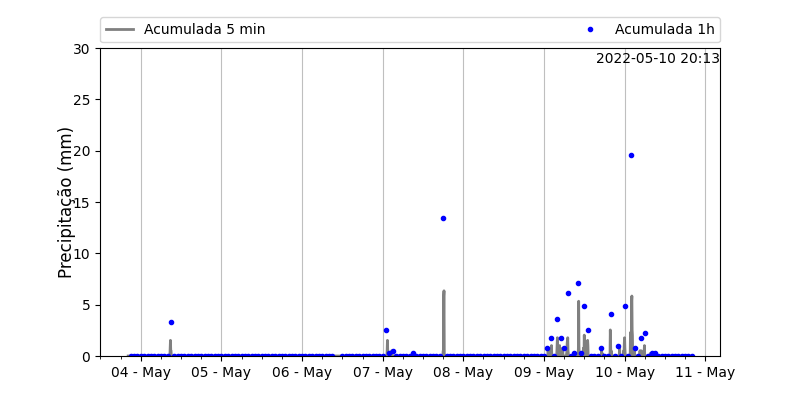 Acumulada 5 min
Acumulada 1h
2022-05-10 20:13
Precipitação (mm)
30
25
20
15
10
5
0
04 - May
05 - May
06 - May
07 - May
08 - May
09 - May
10 - May
11 - May